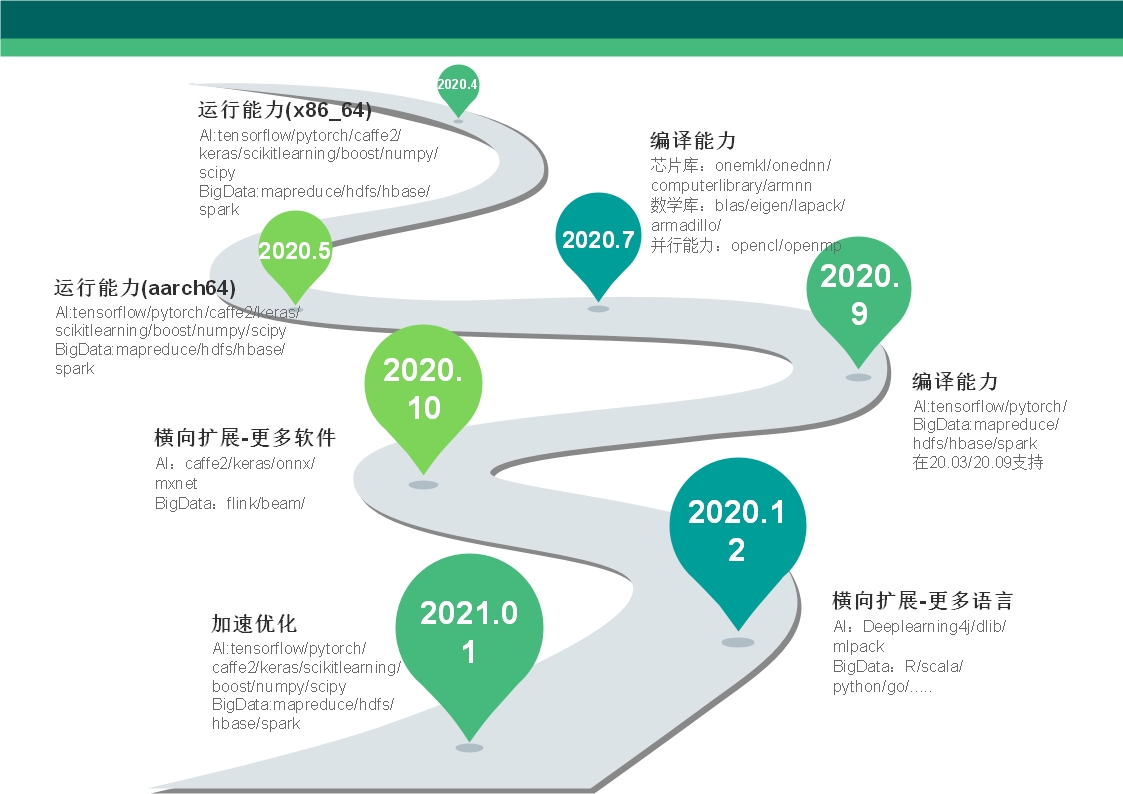 2020.4
运行能力(x86_64)
AI:tensorflow/pytorch/caffe2/
keras/scikitlearning/boost/numpy/
scipy
BigData:mapreduce/hdfs/hbase/
spark
2020.5
运行能力(aarch64)
AI:tensorflow/pytorch/caffe2/keras/
scikitlearning/boost/numpy/scipy
BigData:mapreduce/hdfs/hbase/
spark
2020.7
编译能力
芯片库：onemkl/onednn/
computerlibrary/armnn
数学库：blas/eigen/lapack/
armadillo/
并行能力：opencl/openmp
2020.
9
编译能力
AI:tensorflow/pytorch/
BigData:mapreduce/
hdfs/hbase/spark
在20.03/20.09支持
2020.
10
横向扩展-更多软件
AI：caffe2/keras/onnx/
mxnet
BigData：flink/beam/
2020.1
2
横向扩展-更多语言
AI：Deeplearning4j/dlib/
mlpack
BigData：R/scala/
python/go/.....
2021.0
1
加速优化
AI:tensorflow/pytorch/
caffe2/keras/scikitlearning/
boost/numpy/scipy
BigData:mapreduce/hdfs/
hbase/spark